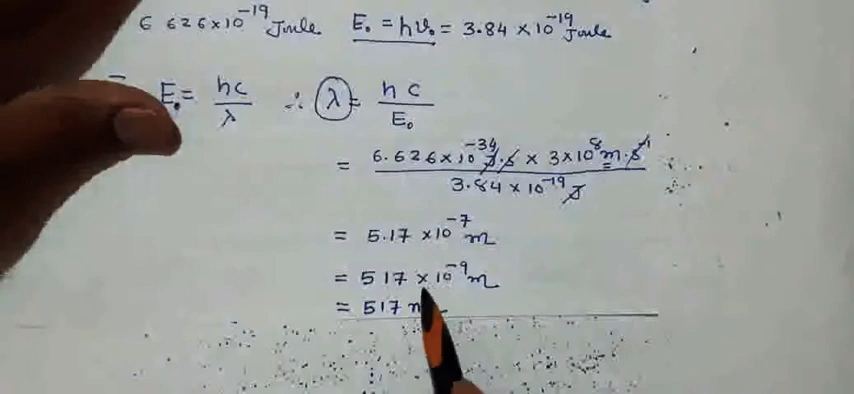 6 626×10⁻¹⁹ Joule E₀ = hν₀ = 3.84 × 10⁻¹⁹ Joule
E₀ = hc/λ ∴ λ = hc/E₀
= 6.626×10⁻³⁴ J.s × 3×10⁸ m.s⁻¹ / 3.84 × 10⁻¹⁹ J
= 5.17 ×10⁻⁷ m
= 517 ×10⁻⁹ m
= 517 n